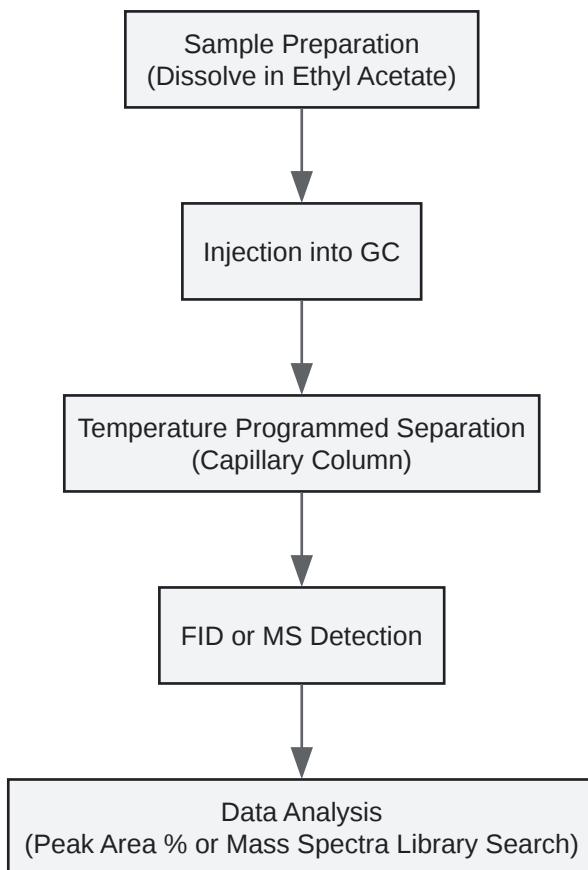 Sample Preparation
(Dissolve in Ethyl Acetate)
Injection into GC
Temperature Programmed Separation
(Capillary Column)
FID or MS Detection
Data Analysis
(Peak Area % or Mass Spectra Library Search)